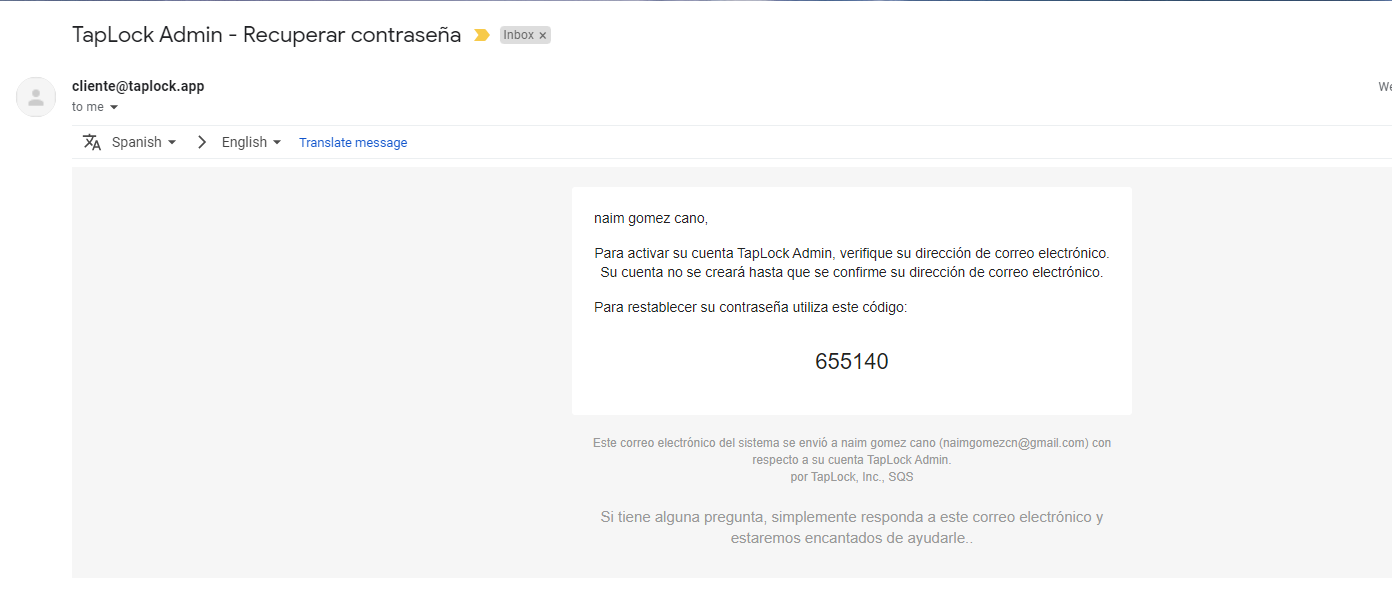 TapLock Admin - Recuperar contraseña Inbox ×
cliente@taplock.app
We
to me
Spanish English Translate message
naim gomez cano,
Para activar su cuenta TapLock Admin, verifique su dirección de correo electrónico.
Su cuenta no se creará hasta que se confirme su dirección de correo electrónico.
Para restablecer su contraseña utiliza este código:
655140
Este correo electrónico del sistema se envió a naim gomez cano (naimgomezcn@gmail.com) con
respecto a su cuenta TapLock Admin.
por TapLock, Inc., SQS
Si tiene alguna pregunta, simplemente responda a este correo electrónico y
estaremos encantados de ayudarle..